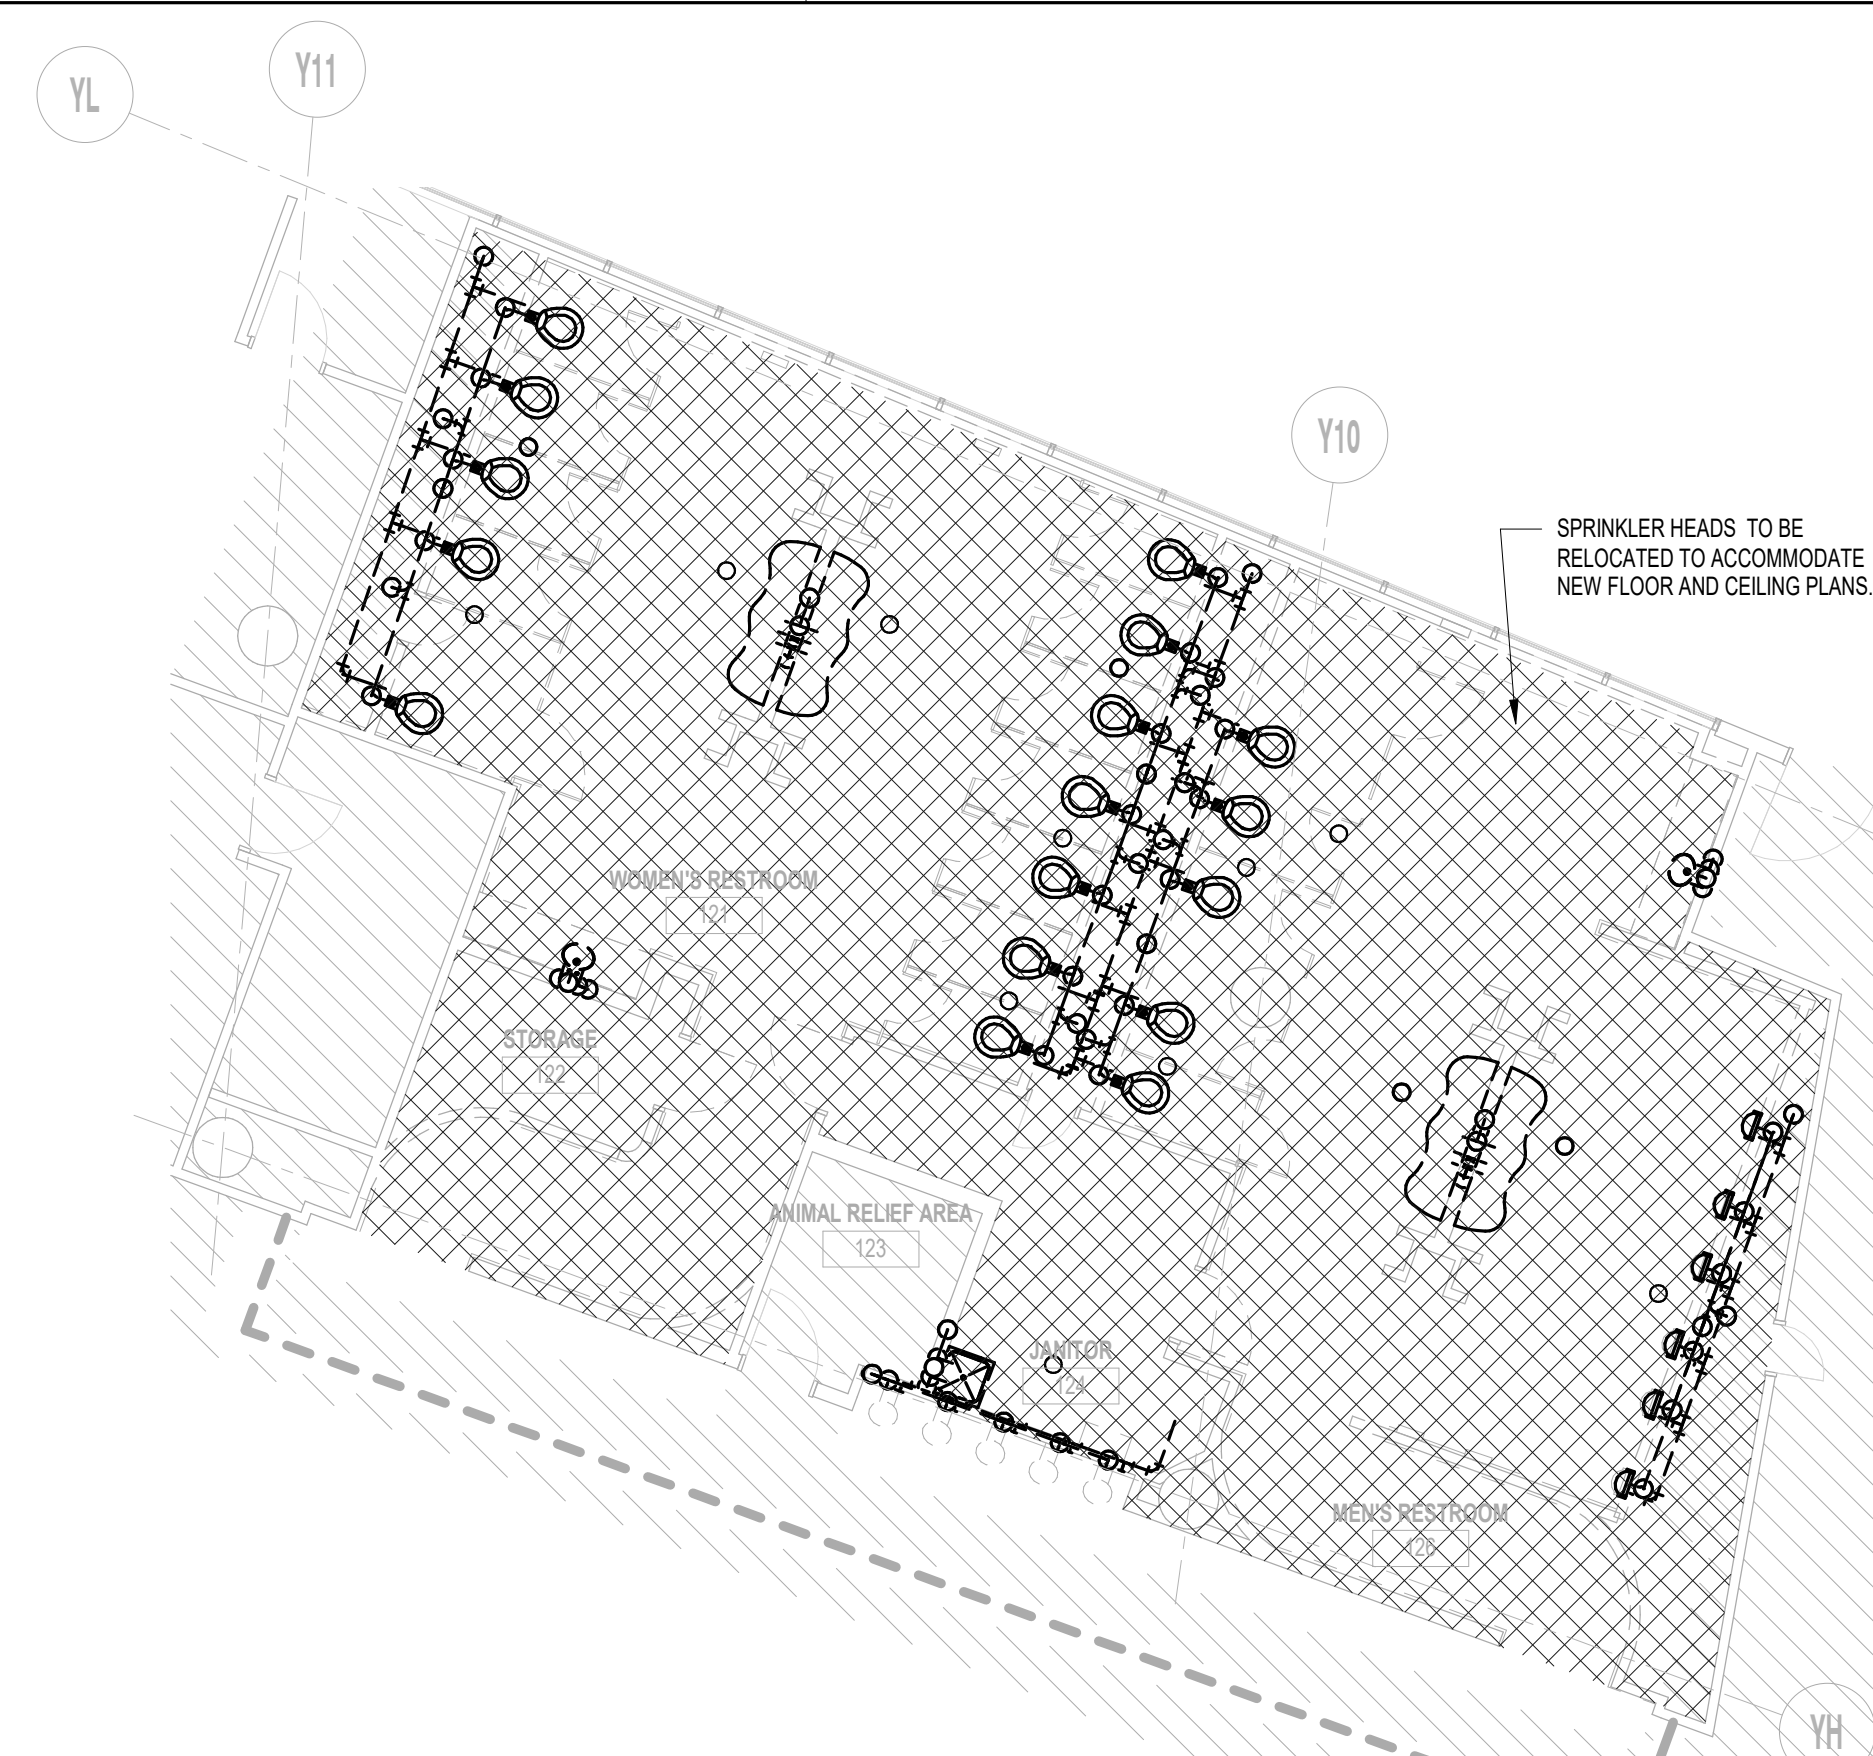 YL
Y11
Y10
SPRINKLER HEADS TO BE
RELOCATED TO ACCOMMODATE
NEW FLOOR AND CEILING PLANS.
WOMEN'S RESTROOM
121
STORAGE
122
ANIMAL RELIEF AREA
123
JANITOR
124
MEN'S RESTROOM
126
YH